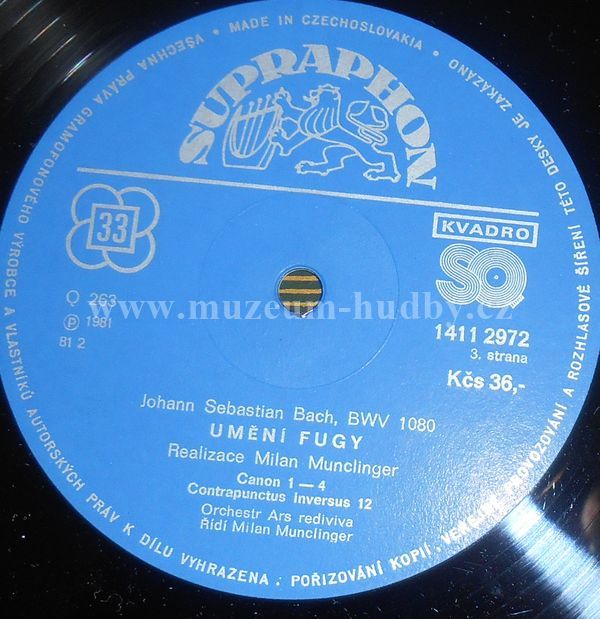 VŠECHNA PRÁVA GRAMOFONOVÉHO VÝROBCE A VLASTNÍKŮ AUTORSKÝCH PRÁV K DÍLU VYHRAZENA. POŘIZOVÁNÍ KOPIÍ, VEŘEJNÉ PROVOZOVÁNÍ A ROZHLASOVÉ ŠÍŘENÍ TÉTO DESKY JE ZAKÁZÁNO
• MADE IN CZECHOSLOVAKIA •
SUPRAPHON
33
KVADRO
SQ
Q 263
℗ 1981
81 2
www.muzeum-hudby.cz
1411 2972
3. strana
Kčs 36,-
Johann Sebastian Bach, BWV 1080
UMĚNÍ FUGY
Realizace Milan Munclinger
Canon 1 — 4
Contrapunctus inversus 12
Orchestr Ars rediviva
Řídí Milan Munclinger